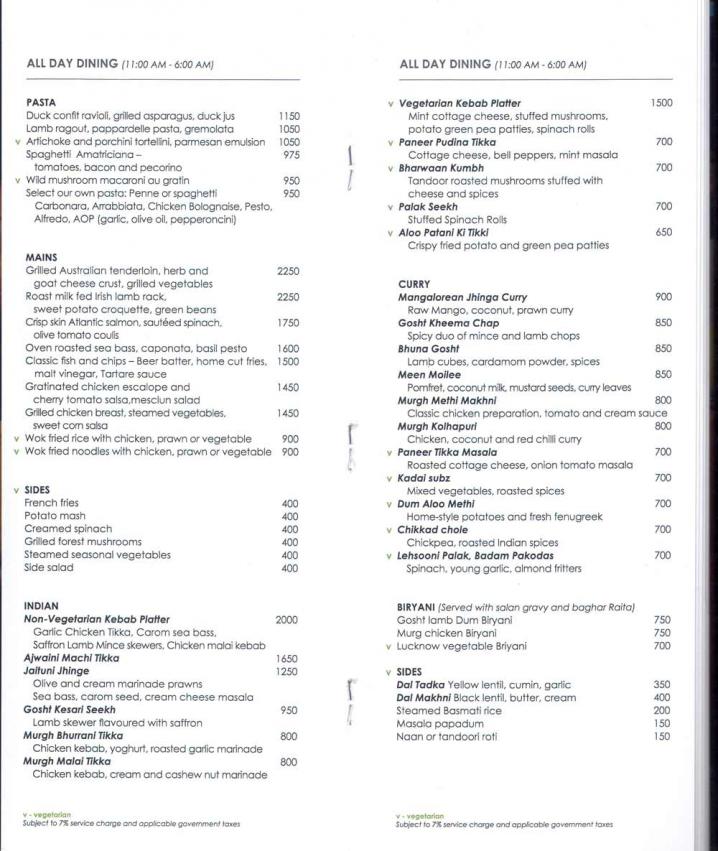 ALL DAY DINING (11:00 AM - 6:00 AM)
PASTA
Duck confit ravioli, grilled asparagus, duck jus 1150
Lamb ragout, pappardelle pasta, gremolata 1050
v Artichoke and porchini tortellini, parmesan emulsion 1050
Spaghetti Amatriciana – 975
tomatoes, bacon and pecorino
v Wild mushroom macaroni au gratin 950
Select our own pasta: Penne or spaghetti 950
Carbonara, Arrabbiata, Chicken Bolognaise, Pesto,
Alfredo, AOP (garlic, olive oil, pepperoncini)
MAINS
Grilled Australian tenderloin, herb and 2250
goat cheese crust, grilled vegetables
Roast milk fed Irish lamb rack, 2250
sweet potato croquette, green beans
Crisp skin Atlantic salmon, sautéed spinach, 1750
olive tomato coulis
Oven roasted sea bass, caponata, basil pesto 1600
Classic fish and chips – Beer batter, home cut fries, 1500
malt vinegar, Tartare sauce
Gratinated chicken escalope and 1450
cherry tomato salsa,mesclun salad
Grilled chicken breast, steamed vegetables, 1450
sweet corn salsa
v Wok fried rice with chicken, prawn or vegetable 900
v Wok fried noodles with chicken, prawn or vegetable 900
v SIDES
French fries 400
Potato mash 400
Creamed spinach 400
Grilled forest mushrooms 400
Steamed seasonal vegetables 400
Side salad 400
INDIAN
Non-Vegetarian Kebab Platter 2000
Garlic Chicken Tikka, Carom sea bass,
Saffron Lamb Mince skewers, Chicken malai kebab
Ajwaini Machi Tikka 1650
Jaituni Jhinge 1250
Olive and cream marinade prawns
Sea bass, carom seed, cream cheese masala
Gosht Kesari Seekh 950
Lamb skewer flavoured with saffron
Murgh Bhurrani Tikka 800
Chicken kebab, yoghurt, roasted garlic marinade
Murgh Malai Tikka 800
Chicken kebab, cream and cashew nut marinade
v - vegetarian
Subject to 7% service charge and applicable government taxes
ALL DAY DINING (11:00 AM - 6:00 AM)
v Vegetarian Kebab Platter 1500
Mint cottage cheese, stuffed mushrooms,
potato green pea patties, spinach rolls
v Paneer Pudina Tikka 700
Cottage cheese, bell peppers, mint masala
v Bharwaan Kumbh 700
Tandoor roasted mushrooms stuffed with
cheese and spices
v Palak Seekh 700
Stuffed Spinach Rolls
v Aloo Patani Ki Tikki 650
Crispy fried potato and green pea patties
CURRY
Mangalorean Jhinga Curry 900
Raw Mango, coconut, prawn curry
Gosht Kheema Chap 850
Spicy duo of mince and lamb chops
Bhuna Gosht 850
Lamb cubes, cardamom powder, spices
Meen Moilee 850
Pomfret, coconut milk, mustard seeds, curry leaves
Murgh Methi Makhni 800
Classic chicken preparation, tomato and cream sauce
Murgh Kolhapuri 800
Chicken, coconut and red chilli curry
v Paneer Tikka Masala 700
Roasted cottage cheese, onion tomato masala
v Kadai subz 700
Mixed vegetables, roasted spices
v Dum Aloo Methi 700
Home-style potatoes and fresh fenugreek
v Chikkad chole 700
Chickpea, roasted Indian spices
v Lehsooni Palak, Badam Pakodas 700
Spinach, young garlic, almond fritters
BIRYANI (Served with salan gravy and baghar Raita)
Gosht lamb Dum Biryani 750
Murg chicken Biryani 750
v Lucknow vegetable Briyani 700
v SIDES
Dal Tadka Yellow lentil, cumin, garlic 350
Dal Makhni Black lentil, butter, cream 400
Steamed Basmati rice 200
Masala papadum 150
Naan or tandoori roti 150
v - vegetarian
Subject to 7% service charge and applicable government taxes